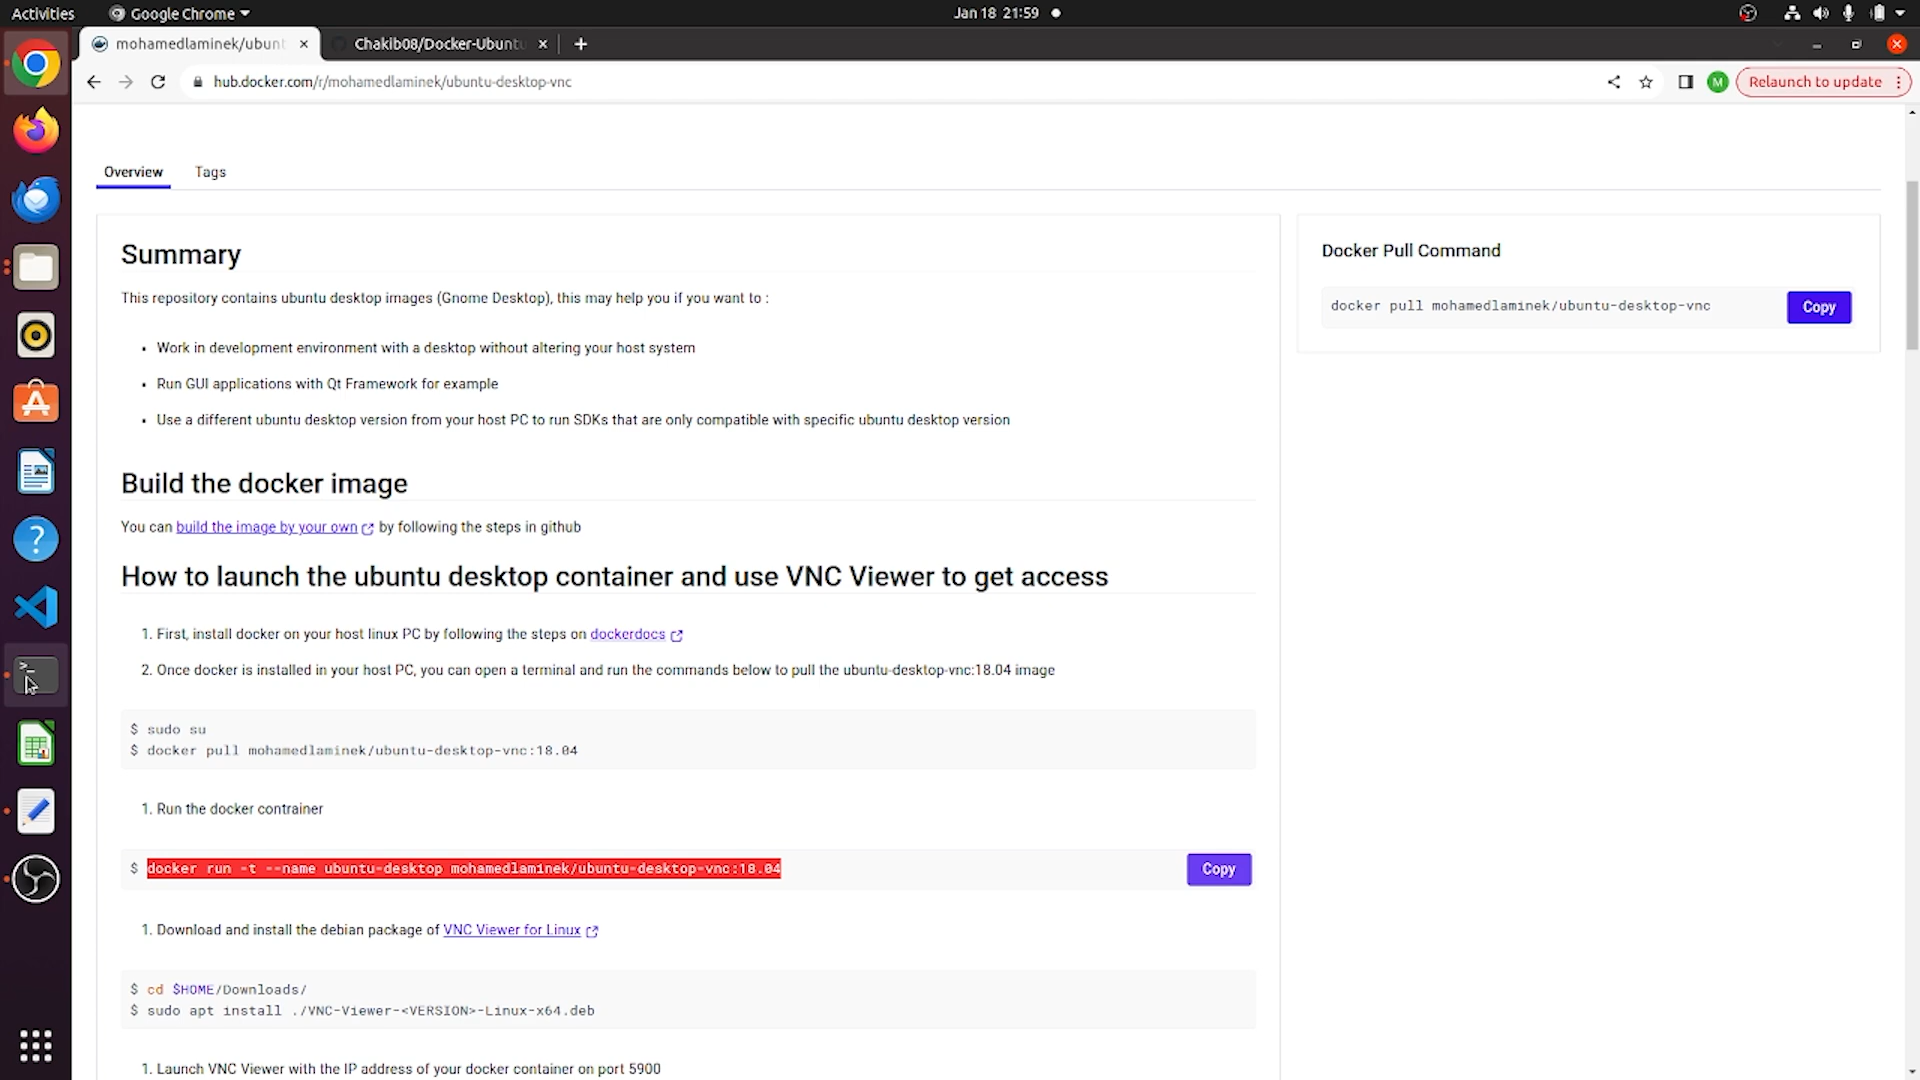 Activities
Google Chrome
Jan 18 21:59
mohamedlaminek/ubunt
Chakib08/Docker-Ubuntu
hub.docker.com/r/mohamedlaminek/ubuntu-desktop-vnc
M
Relaunch to update
Overview
Tags
Summary
This repository contains ubuntu desktop images (Gnome Desktop), this may help you if you want to :
• Work in development environment with a desktop without altering your host system
• Run GUI applications with Qt Framework for example
• Use a different ubuntu desktop version from your host PC to run SDKs that are only compatible with specific ubuntu desktop version
Docker Pull Command
docker pull mohamedlaminek/ubuntu-desktop-vnc
Copy
Build the docker image
You can build the image by your own by following the steps in github
How to launch the ubuntu desktop container and use VNC Viewer to get access
1. First, install docker on your host linux PC by following the steps on dockerdocs
2. Once docker is installed in your host PC, you can open a terminal and run the commands below to pull the ubuntu-desktop-vnc:18.04 image
$ sudo su
$ docker pull mohamedlaminek/ubuntu-desktop-vnc:18.04
1. Run the docker contrainer
$ docker run -t --name ubuntu-desktop mohamedlaminek/ubuntu-desktop-vnc:18.04
Copy
1. Download and install the debian package of VNC Viewer for Linux
$ cd $HOME/Downloads/
$ sudo apt install ./VNC-Viewer-<VERSION>-Linux-x64.deb
1. Launch VNC Viewer with the IP address of your docker container on port 5900